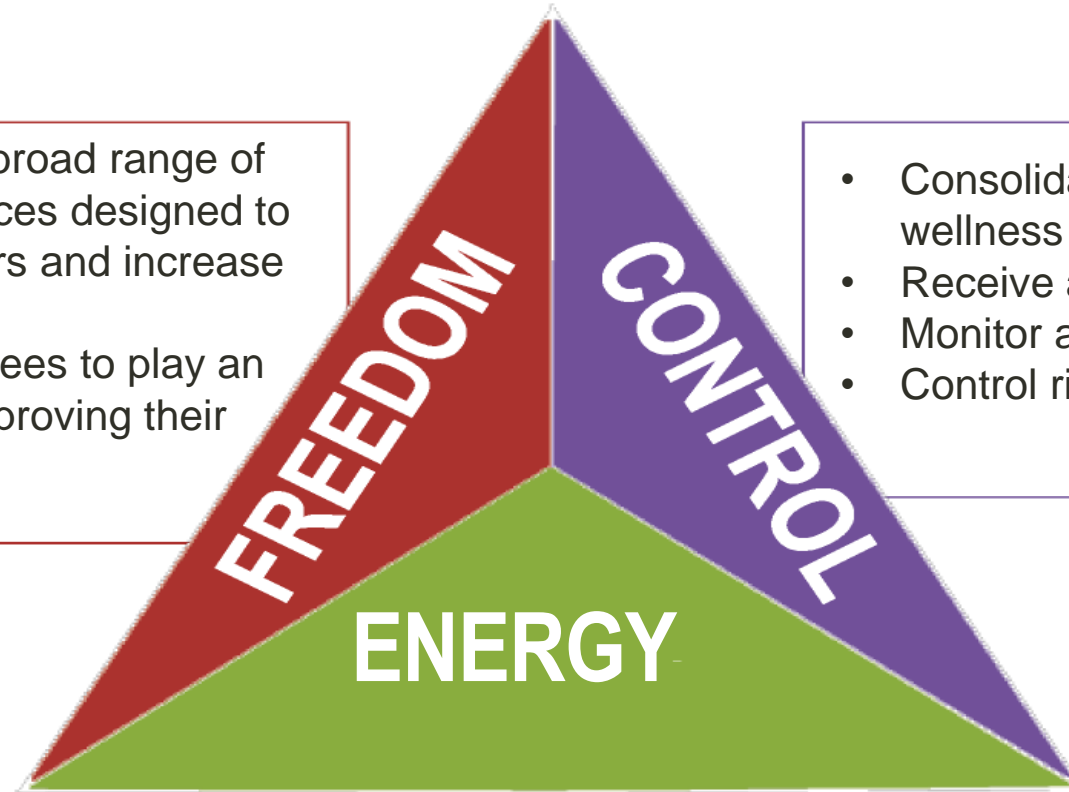 broad range of
ces designed to
rs and increase
ees to play an
proving their
FREEDOM
CONTROL
• Consolida
wellness
• Receive a
• Monitor a
• Control ri
ENERGY